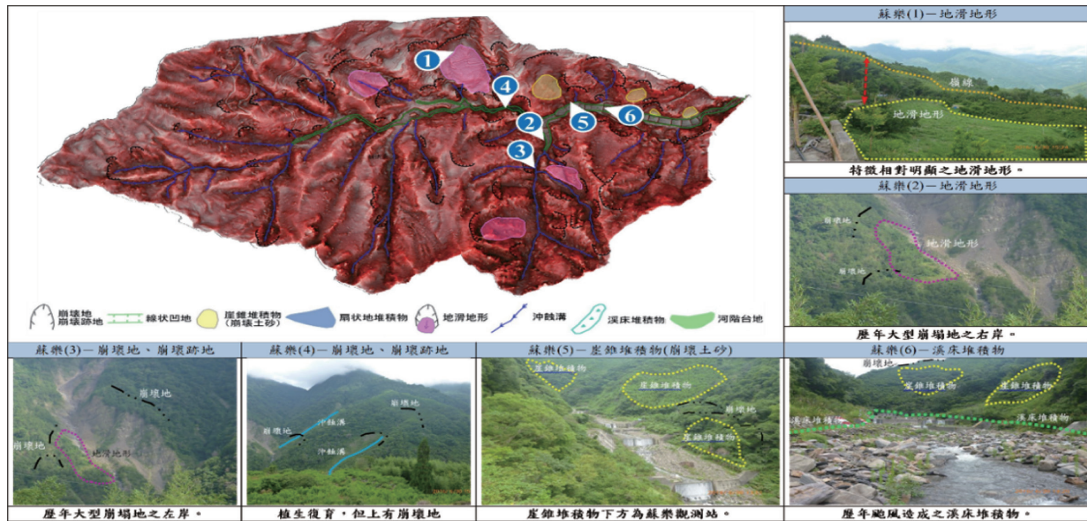 蘇樂(1)－地滑地形
嶺線
地滑地形
特徵相對明顯之地滑地形。
1
4
2
5
6
3
蘇樂(2)－地滑地形
崩壞地
地滑地形
崩壞地
歷年大型崩塌地之右岸。
崩壞地
崩壞跡地
線狀凹地
崖錐堆積物
(崩壞土砂)
扇狀地堆積物
地滑地形
沖蝕溝
溪床堆積物
河階台地
蘇樂(3)－崩壞地、崩壞跡地
崩壞地
崩壞地
地滑地形
歷年大型崩塌地之左岸。
蘇樂(4)－崩壞地、崩壞跡地
崩壞地
沖蝕溝
崩壞地
沖蝕溝
植生復育，但上有崩壞地
蘇樂(5)－崖錐堆積物(崩壞土砂)
崖錐堆積物
崖錐堆積物
崩壞地
崖錐堆積物
崖錐堆積物下方為蘇樂觀測站。
蘇樂(6)－溪床堆積物
崩壞地
崖錐堆積物
崖錐堆積物
溪床堆積物
溪床堆積物
歷年颱風造成之溪床堆積物。